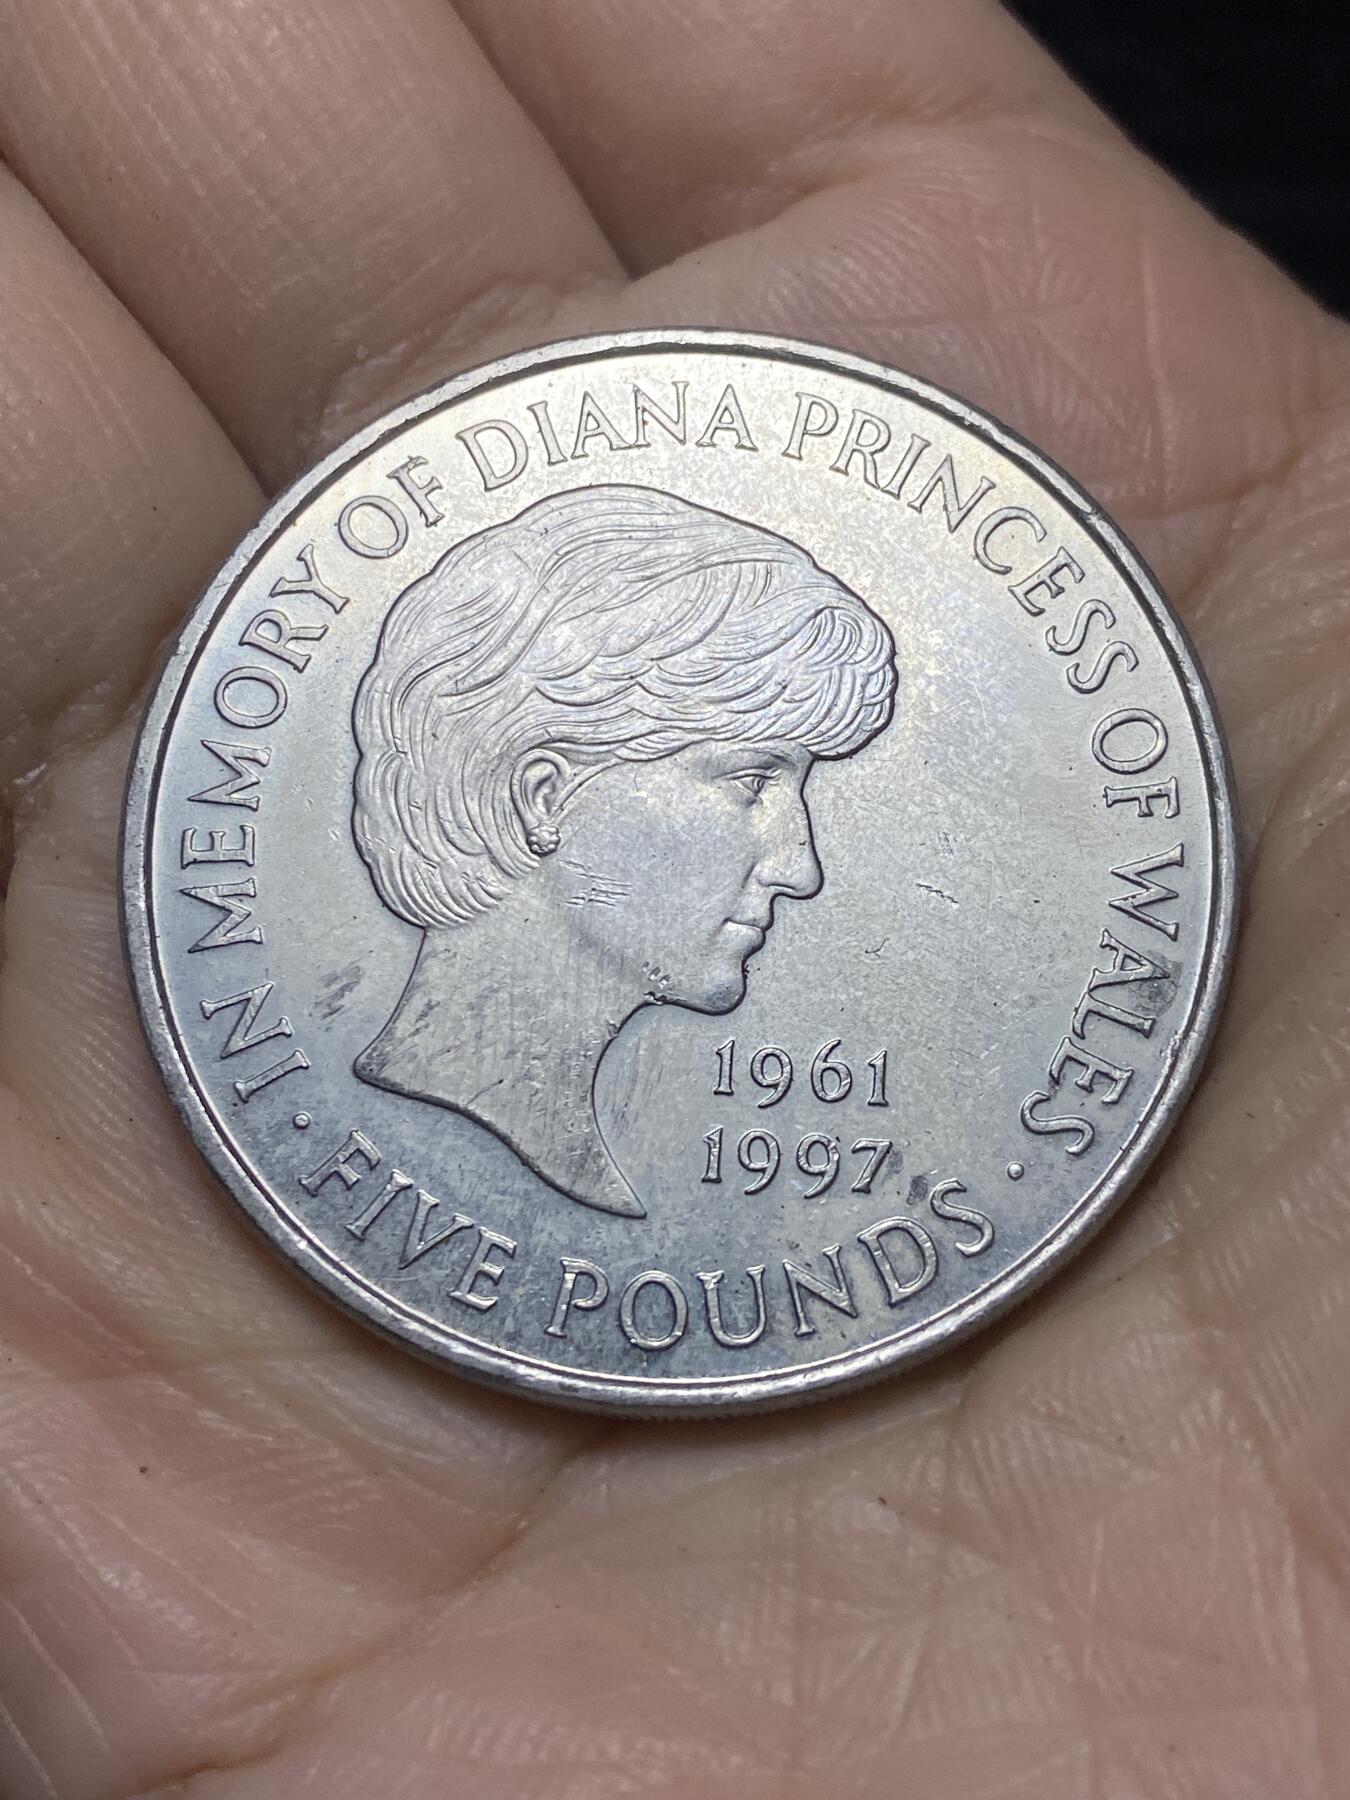 IN MEMORY OF DIANA PRINCESS OF WALES
1961
1997
· FIVE POUNDS ·